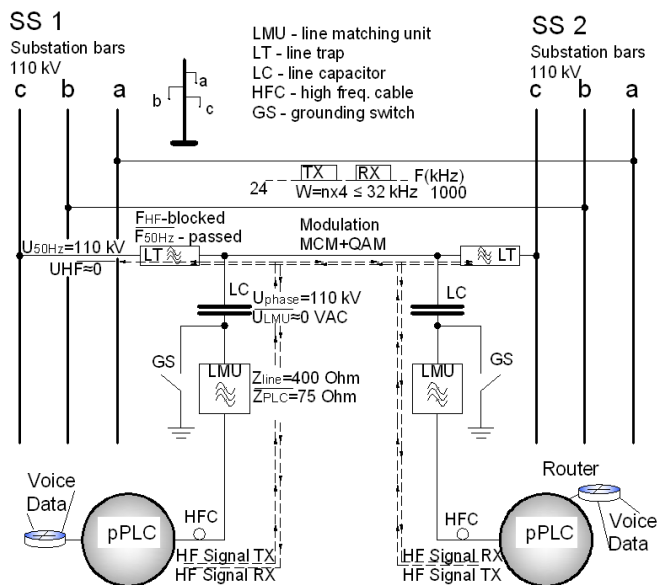 SS 1
Substation bars
110 kV
c b a
a
b
c
LMU - line matching unit
LT - line trap
LC - line capacitor
HFC - high freq. cable
GS - grounding switch
SS 2
Substation bars
110 kV
c b a
TX RX F(kHz)
24 W=nx4 ≤ 32 kHz 1000
FHF-blocked
F50Hz - passed
Modulation
MCM+QAM
U50Hz=110 kV
LT
LT
UHF≈0
LC
Uphase=110 kV
ULMU≈0 VAC
LC
GS
LMU
Zline=400 Ohm
ZPLC=75 Ohm
LMU
GS
Voice
Data
pPLC
HFC
HF Signal TX
HF Signal RX
HF Signal RX
HF Signal TX
HFC
pPLC
Router
Voice
Data